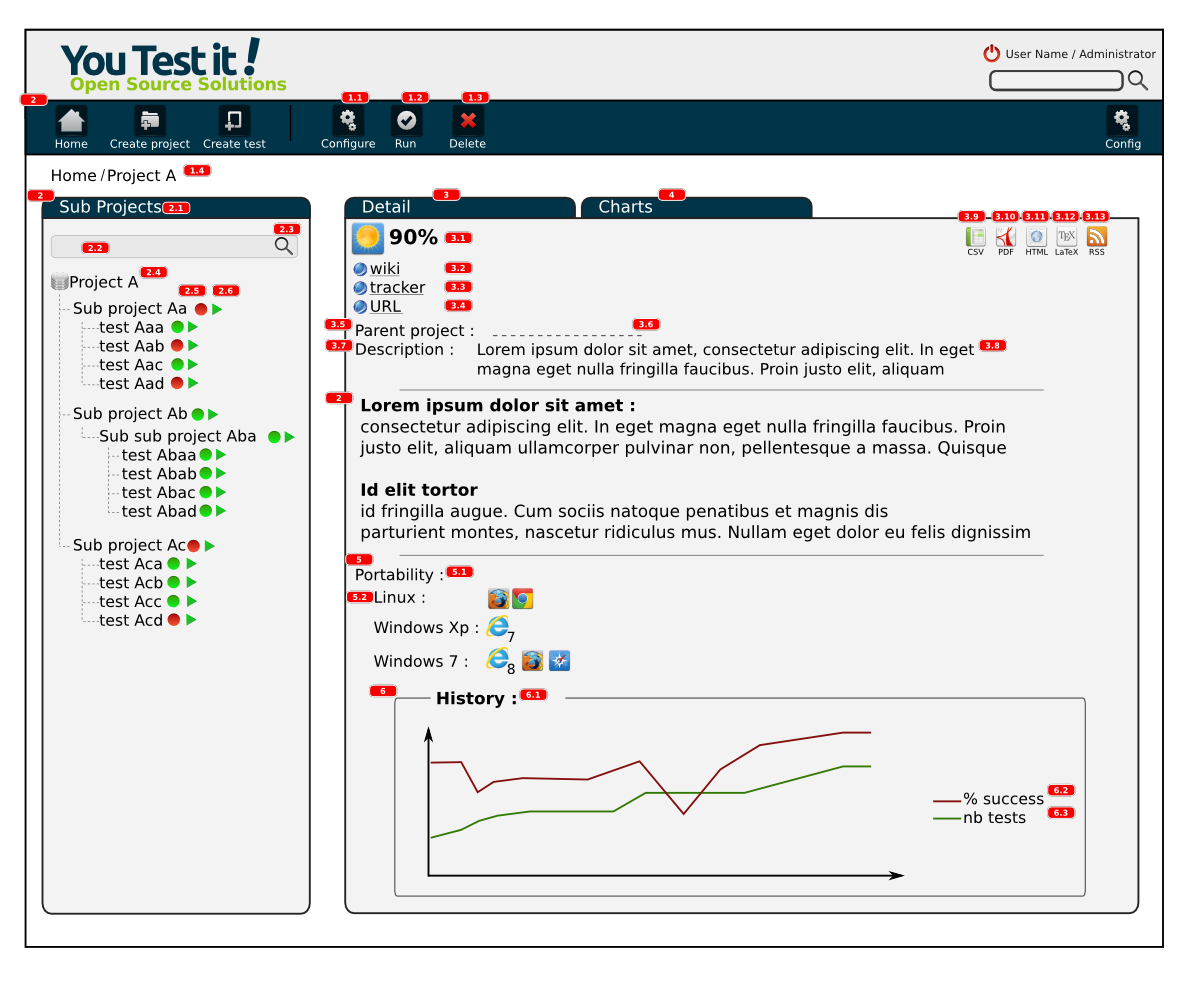 You Test it !
Open Source Solutions
User Name / Administrator
2
1.1
1.2
1.3
Home
Create project
Create test
Configure
Run
Delete
Config
Home / Project A 1.4
2
Sub Projects 2.1
2.3
2.2
Project A 2.4
2.5 2.6
Sub project Aa
test Aaa
test Aab
test Aac
test Aad
Sub project Ab
Sub sub project Aba
test Abaa
test Abab
test Abac
test Abad
Sub project Ac
test Aca
test Acb
test Acc
test Acd
3
Detail
4
Charts
3.9 3.10 3.11 3.12 3.13
90% 3.1
TEX
CSV PDF HTML LaTeX RSS
wiki 3.2
tracker 3.3
URL 3.4
3.5 Parent project : 3.6
3.7 Description : Lorem ipsum dolor sit amet, consectetur adipiscing elit. In eget 3.8
magna eget nulla fringilla faucibus. Proin justo elit, aliquam
2
Lorem ipsum dolor sit amet :
consectetur adipiscing elit. In eget magna eget nulla fringilla faucibus. Proin
justo elit, aliquam ullamcorper pulvinar non, pellentesque a massa. Quisque
Id elit tortor
id fringilla augue. Cum sociis natoque penatibus et magnis dis
parturient montes, nascetur ridiculus mus. Nullam eget dolor eu felis dignissim
5
Portability : 5.1
5.2 Linux :
Windows Xp : 7
Windows 7 : 8
6
History : 6.1
% success 6.2
nb tests 6.3